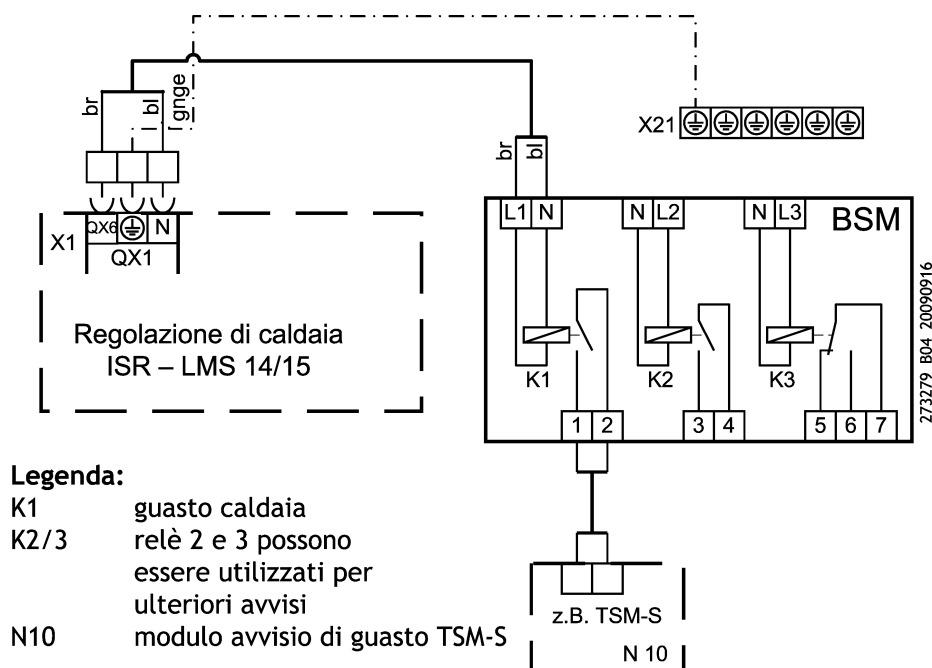 br
bl
gnge
X21
br
bl
L1 N
N L2
N L3
BSM
X1
QX6
N
QX1
Regolazione di caldaia
ISR – LMS 14/15
K1
K2
K3
1 2
3 4
5 6 7
273279 B04 20090916
Legenda:
K1 guasto caldaia
K2/3 relè 2 e 3 possono
essere utilizzati per
ulteriori avvisi
N10 modulo avvisio di guasto TSM-S
z.B. TSM-S
N 10